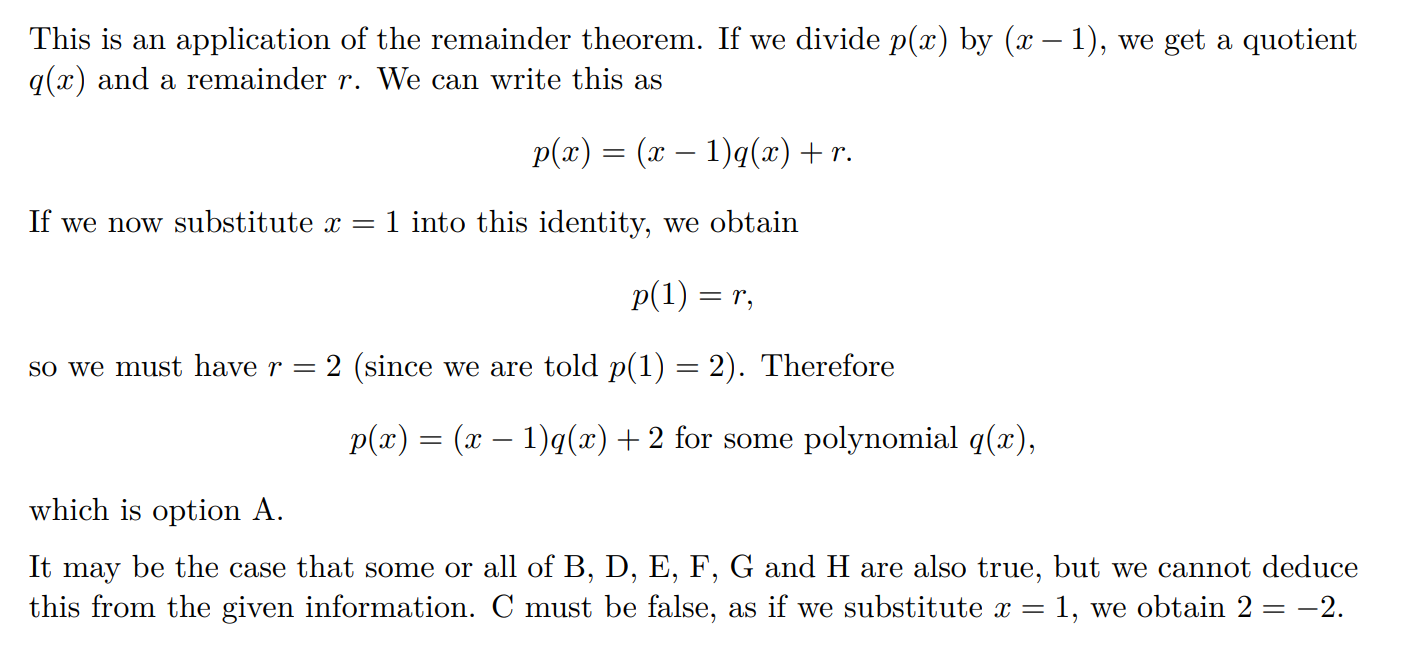 This is an application of the remainder theorem. If we divide p(x) by (x − 1), we get a quotient
q(x) and a remainder r. We can write this as
p(x) = (x − 1)q(x) + r.
If we now substitute x = 1 into this identity, we obtain
p(1) = r,
so we must have r = 2 (since we are told p(1) = 2). Therefore
p(x) = (x − 1)q(x) + 2 for some polynomial q(x),
which is option A.
It may be the case that some or all of B, D, E, F, G and H are also true, but we cannot deduce
this from the given information. C must be false, as if we substitute x = 1, we obtain 2 = −2.